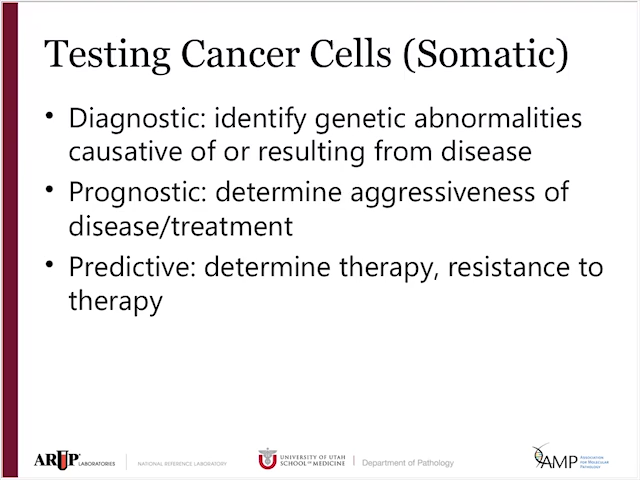 Testing Cancer Cells (Somatic)
• Diagnostic: identify genetic abnormalities
causative of or resulting from disease
• Prognostic: determine aggressiveness of
disease/treatment
• Predictive: determine therapy, resistance to
therapy
ARUP LABORATORIES | NATIONAL REFERENCE LABORATORY
UNIVERSITY OF UTAH
SCHOOL OF MEDICINE | Department of Pathology
AMP
ASSOCIATION
FOR MOLECULAR
PATHOLOGY